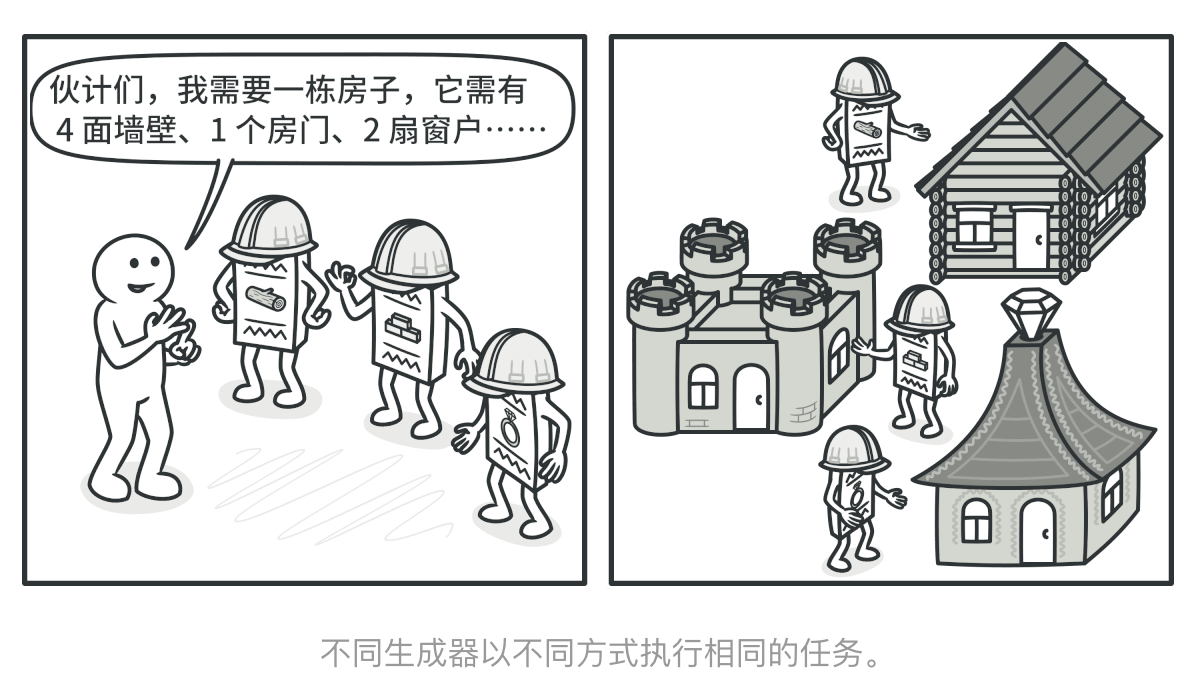 伙计们，我需要一栋房子，它需有
4 面墙壁、1 个房门、2 扇窗户……
不同生成器以不同方式执行相同的任务。